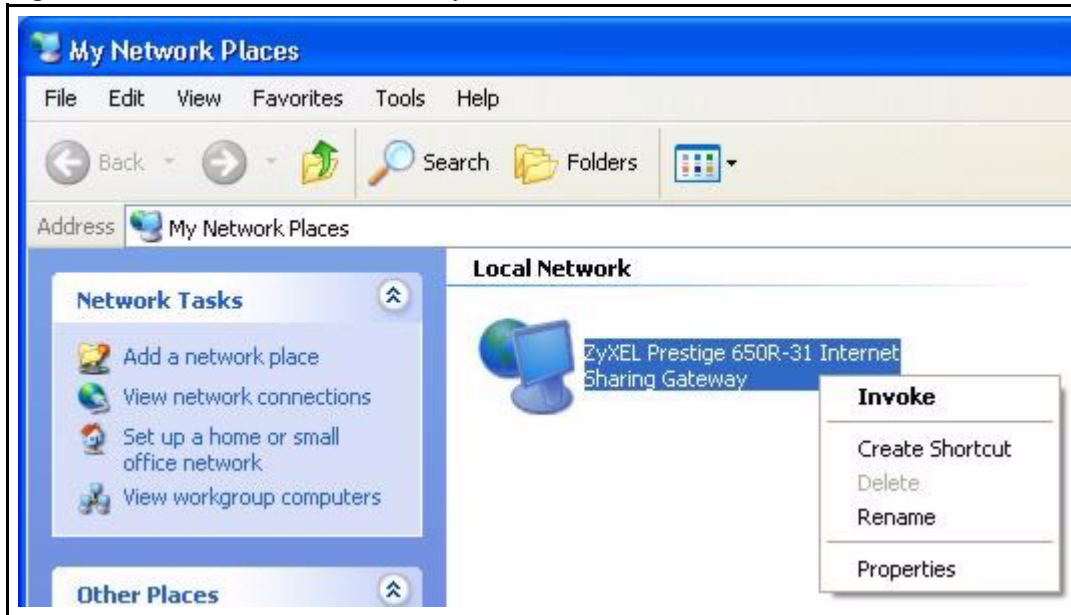 My Network Places
File Edit View Favorites Tools Help
Back Search Folders
Address My Network Places
Network Tasks
Add a network place
View network connections
Set up a home or small
office network
View workgroup computers
Other Places
Local Network
ZyXEL Prestige 650R-31 Internet
Sharing Gateway
Invoke
Create Shortcut
Delete
Rename
Properties